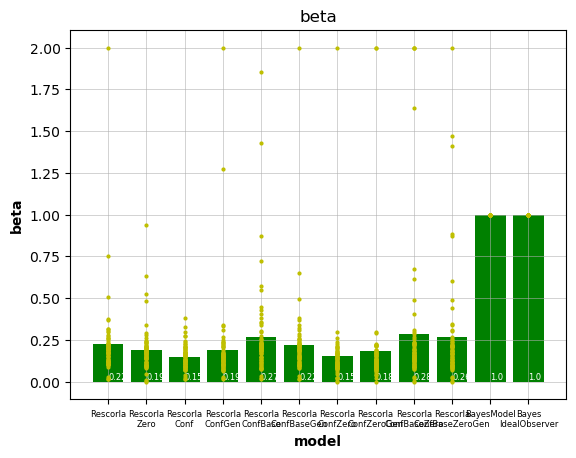 beta
2.00
1.75
1.50
1.25
1.00
0.75
0.50
0.25
0.00
beta
0.22
0.19
0.15
0.19
0.27
0.22
0.15
0.18
0.28
0.26
1.0
1.0
Rescorla
Rescorla
Zero
Rescorla
Conf
Rescorla
ConfGen
Rescorla
ConfBase
Rescorla
ConfBaseGen
Rescorla
ConfZero
Rescorla
ConfZeroGen
Rescorla
ConfBaseZero
Rescorla
ConfBaseZeroGen
BayesModel
Bayes
IdealObserver
model